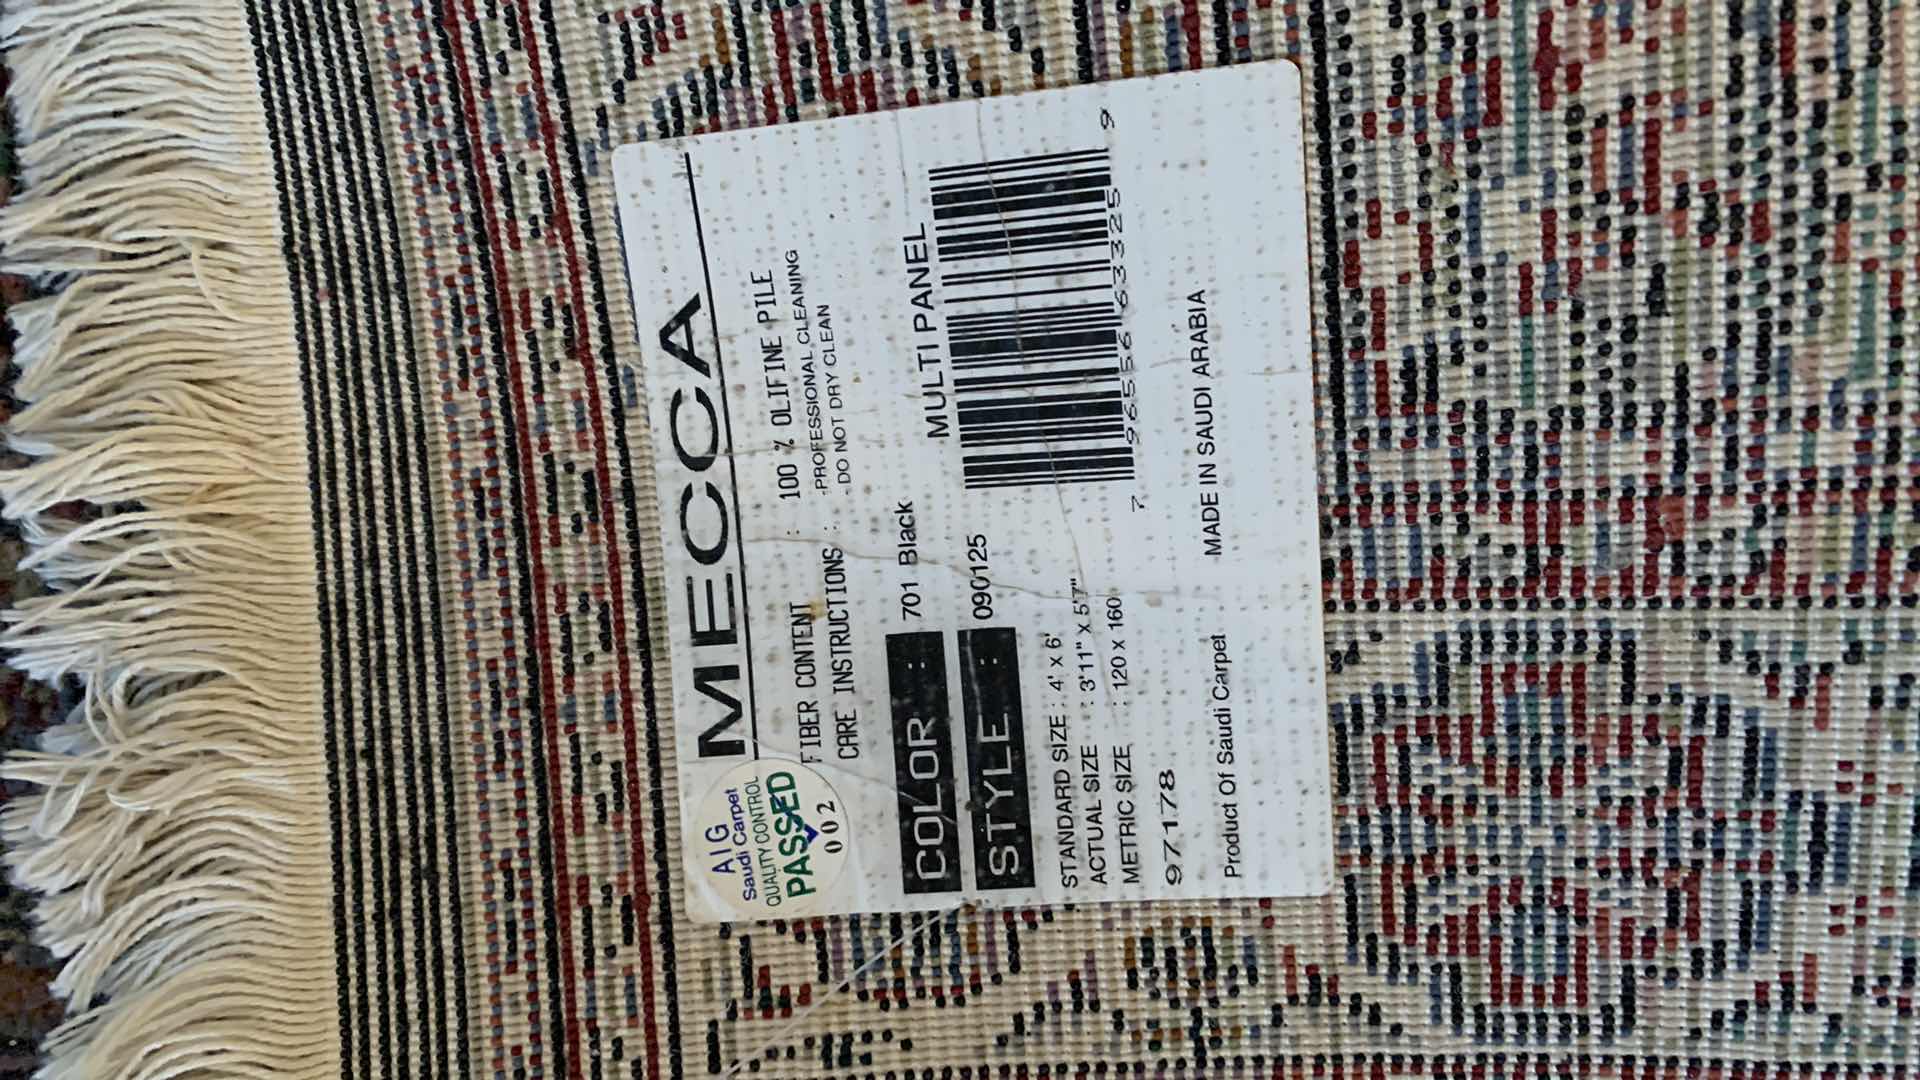 MECCA
AIG
Saudi Carpet
QUALITY CONTROL
PASSED
002
FIBER CONTENT : 100 % OLIFINE PILE
CARE INSTRUCTIONS : -PROFESSIONAL CLEANING
- DO NOT DRY CLEAN
COLOR : 701 Black
MULTI PANEL
STYLE : 090125
STANDARD SIZE : 4' x 6'
ACTUAL SIZE : 3'11" x 5'7"
METRIC SIZE : 120 x 160
7 96556 63325 9
97178
Product Of Saudi Carpet MADE IN SAUDI ARABIA